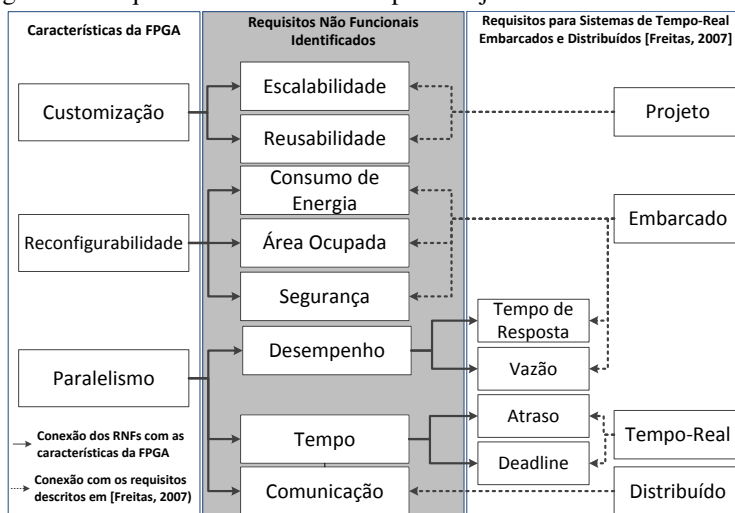 Características da FPGA
Requisitos Não Funcionais
Identificados
Requisitos para Sistemas de Tempo-Real
Embarcados e Distribuídos [Freitas, 2007]
Customização
Escalabilidade
Reusabilidade
Projeto
Reconfigurabilidade
Consumo de
Energia
Área Ocupada
Segurança
Embarcado
Paralelismo
Desempenho
Tempo de
Resposta
Vazão
Tempo
Atraso
Deadline
Tempo-Real
Comunicação
Distribuído
Conexão dos RNFs com as
características da FPGA
Conexão com os requisitos
descritos em [Freitas, 2007)